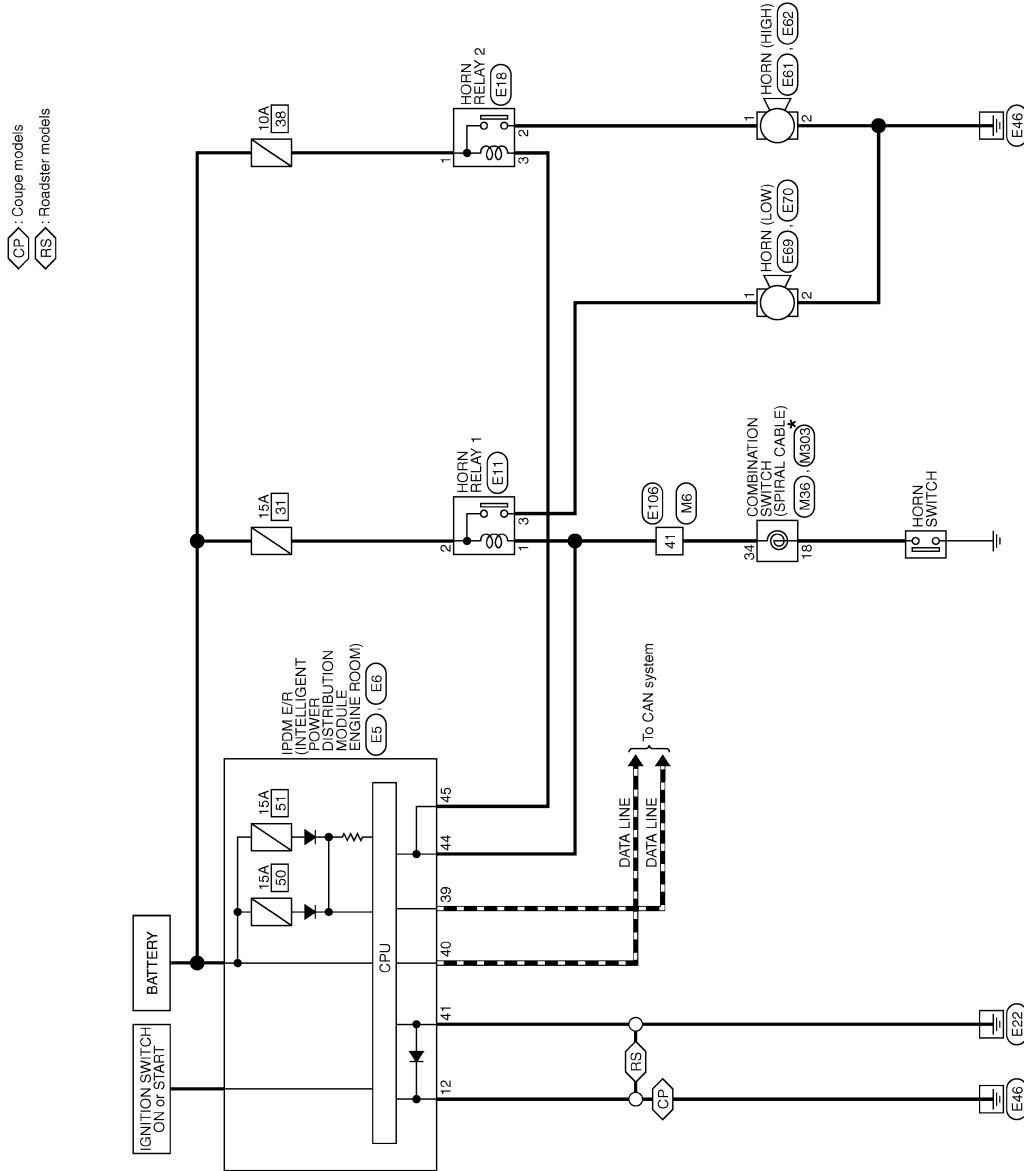 CP : Coupe models
RS : Roadster models
BATTERY
IGNITION SWITCH
ON or START
15A
50
15A
51
15A
31
10A
38
IPDM E/R
(INTELLIGENT
POWER
DISTRIBUTION
MODULE
ENGINE ROOM)
E5 , E6
CPU
12
41
40
39
44
45
HORN
RELAY 1
E11
2
1
3
HORN
RELAY 2
E18
1
3
2
DATA LINE
DATA LINE
To CAN system
RS
CP
E106
M6
41
COMBINATION
SWITCH
(SPIRAL CABLE)
M36 , M303 *
34
18
HORN
SWITCH
HORN (LOW)
E69 , E70
1
2
HORN (HIGH)
E61 , E62
1
2
E46
E22
E46